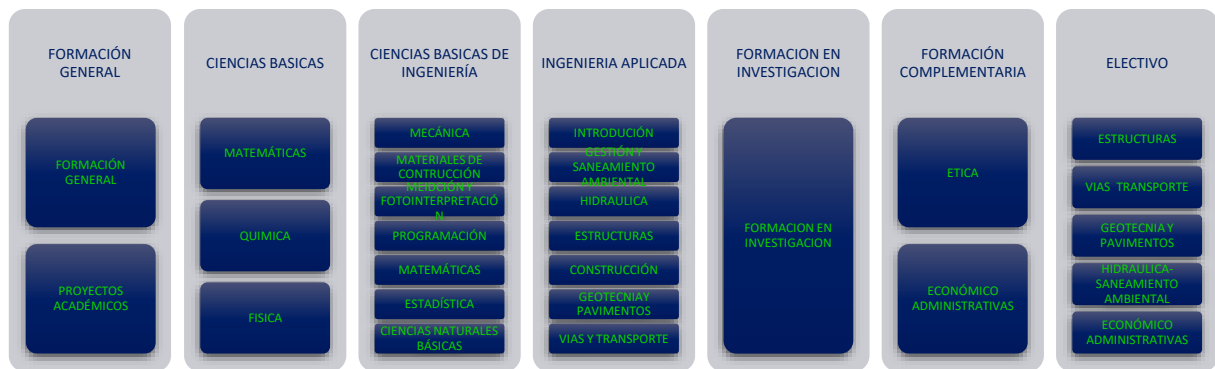 FORMACIÓN
GENERAL
FORMACIÓN
GENERAL
PROYECTOS
ACADÉMICOS
CIENCIAS BASICAS
MATEMÁTICAS
QUIMICA
FISICA
CIENCIAS BASICAS DE
INGENIERÍA
MECÁNICA
MATERIALES DE
CONTRUCCIÓN
MEIDCIÓN Y
FOTOINTERPRETACIÓ
N
PROGRAMACIÓN
MATEMÁTICAS
ESTADÍSTICA
CIENCIAS NATURALES
BÁSICAS
INGENIERIA APLICADA
INTRODUCIÓN
GESTIÓN Y
SANEAMIENTO
AMBIENTAL
HIDRAULICA
ESTRUCTURAS
CONSTRUCCIÓN
GEOTECNIAY
PAVIMENTOS
VIAS Y TRANSPORTE
FORMACION EN
INVESTIGACION
FORMACION EN
INVESTIGACION
FORMACIÓN
COMPLEMENTARIA
ETICA
ECONÓMICO
ADMINISTRATIVAS
ELECTIVO
ESTRUCTURAS
VIAS TRANSPORTE
GEOTECNIA Y
PAVIMENTOS
HIDRAULICA-
SANEAMIENTO
AMBIENTAL
ECONÓMICO
ADMINISTRATIVAS